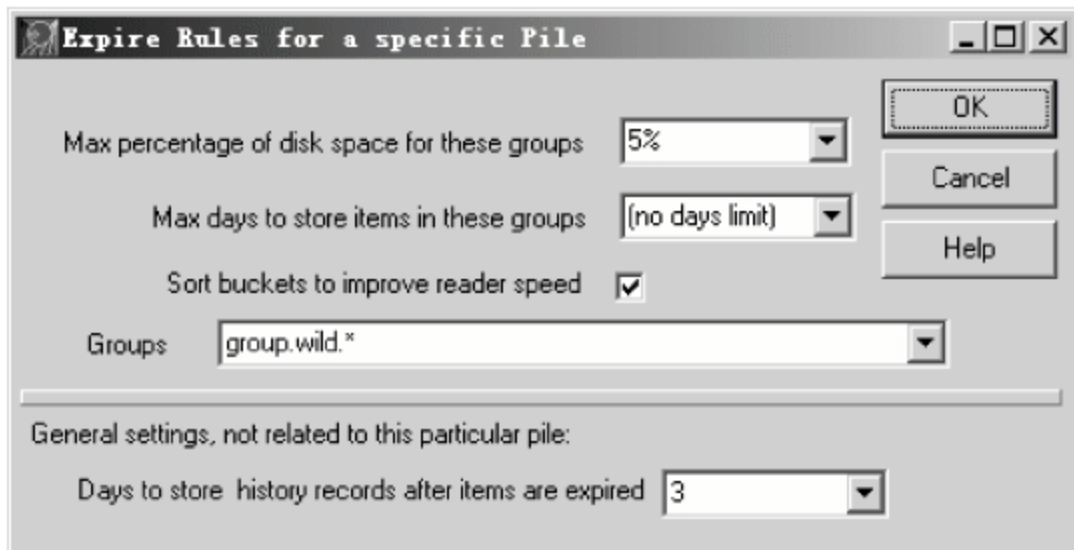 Expire Rules for a specific Pile
Max percentage of disk space for these groups 5% OK
Max days to store items in these groups (no days limit) Cancel
Sort buckets to improve reader speed Help
Groups group.wild.*
General settings, not related to this particular pile:
Days to store history records after items are expired 3